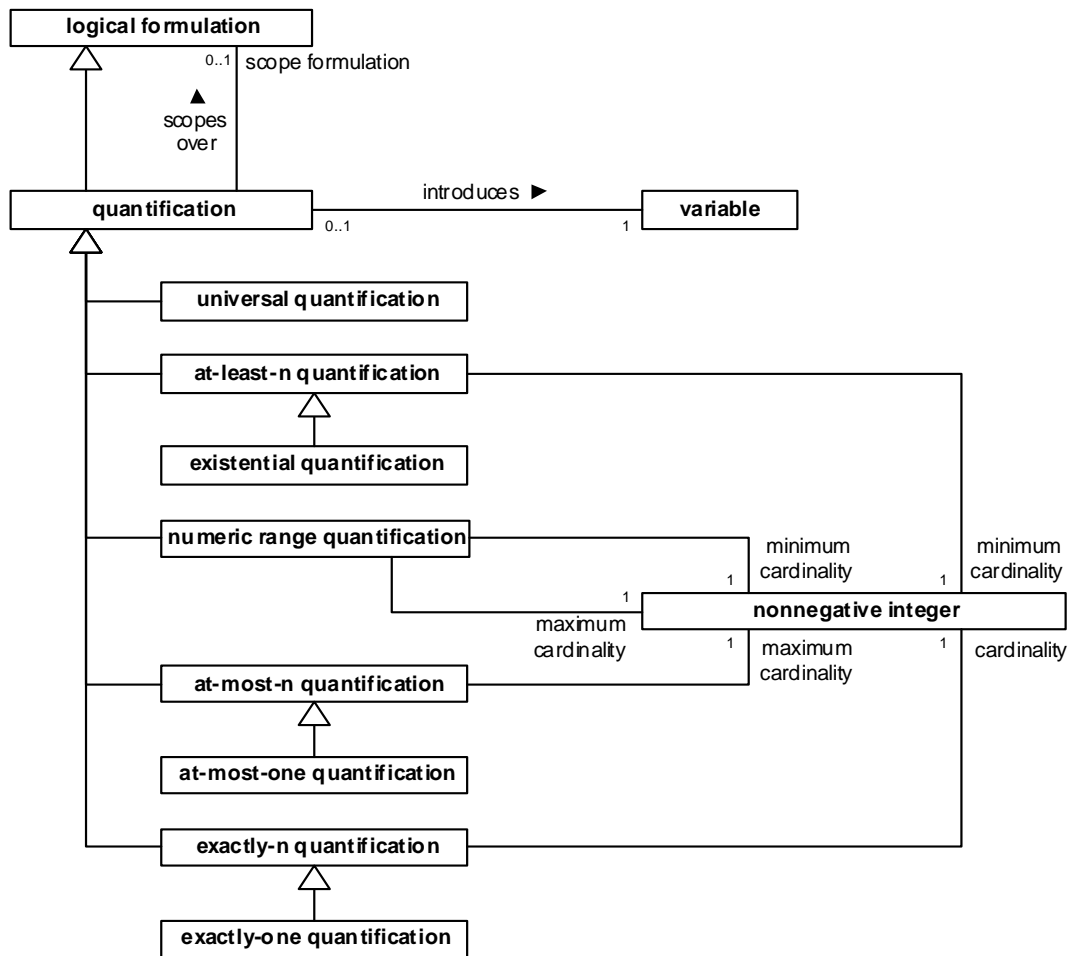 logical formulation
0..1
scope formulation
▲
scopes
over
introduces ►
quantification
variable
0..1
1
universal quantification
at-least-n quantification
existential quantification
numeric range quantification
minimum
cardinality
1
minimum
cardinality
1
1
nonnegative integer
maximum
cardinality
1
maximum
cardinality
1
cardinality
at-most-n quantification
at-most-one quantification
exactly-n quantification
exactly-one quantification